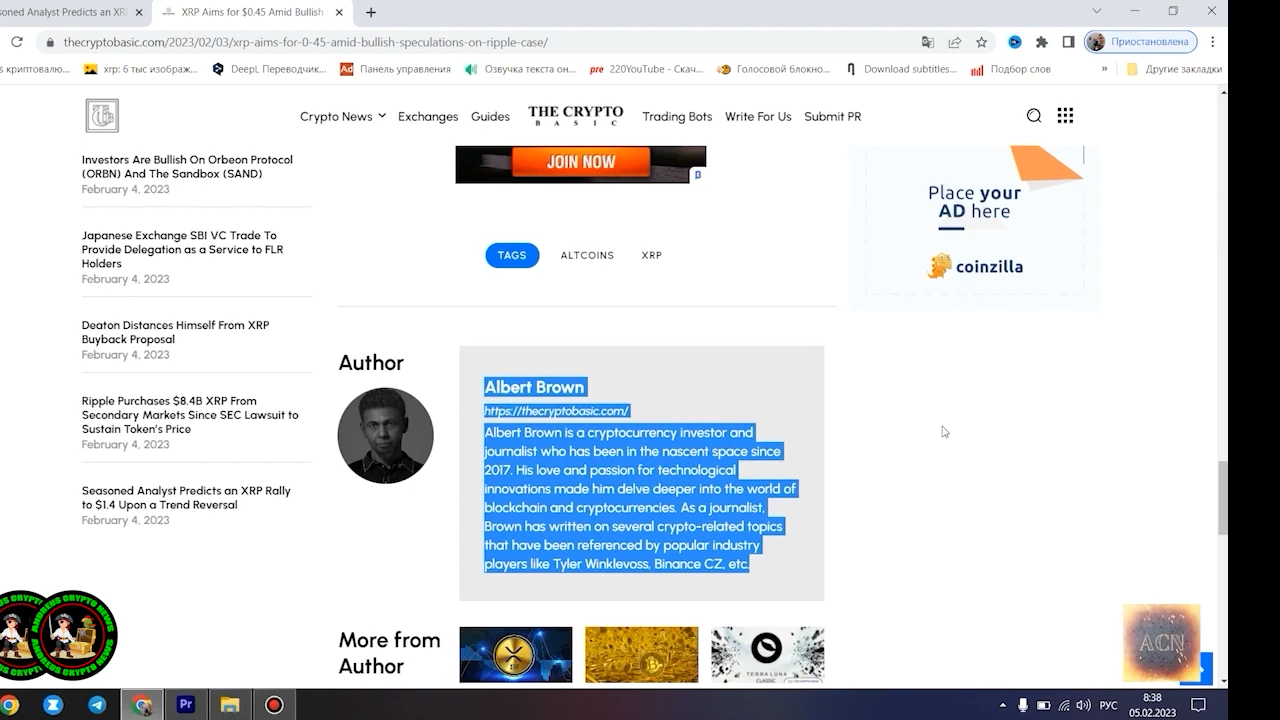 soned Analyst Predicts an XRI
XRP Aims for $0.45 Amid Bullish
thecryptobasic.com/2023/02/03/xrp-aims-for-0-45-amid-bullish-speculations-on-ripple-case/
Приостановлена
s криптовалю...
xrp: 6 тыс изображ...
DeepL Переводчик...
Панель управления
Озвучка текста он...
pre 220YouTube - Скач...
Голосовой блокно...
Download subtitles...
Подбор слов
»
Другие закладки
Crypto News
Exchanges
Guides
THE CRYPTO
BASIC
Trading Bots
Write For Us
Submit PR
Investors Are Bullish On Orbeon Protocol
(ORBN) And The Sandbox (SAND)
February 4, 2023
Japanese Exchange SBI VC Trade To
Provide Delegation as a Service to FLR
Holders
February 4, 2023
Deaton Distances Himself From XRP
Buyback Proposal
February 4, 2023
Ripple Purchases $8.4B XRP From
Secondary Markets Since SEC Lawsuit to
Sustain Token's Price
February 4, 2023
Seasoned Analyst Predicts an XRP Rally
to $1.4 Upon a Trend Reversal
February 4, 2023
JOIN NOW
TAGS
ALTCOINS
XRP
Place your
AD here
coinzilla
Author
Albert Brown
https://thecryptobasic.com/
Albert Brown is a cryptocurrency investor and
journalist who has been in the nascent space since
2017. His love and passion for technological
innovations made him delve deeper into the world of
blockchain and cryptocurrencies. As a journalist,
Brown has written on several crypto-related topics
that have been referenced by popular industry
players like Tyler Winklevoss, Binance CZ, etc.
More from
Author
TERRA LUNA
CLASSIC
ANDREUS CRYPTO NEWS
ACN
Pr
РУС
8:38
05.02.2023